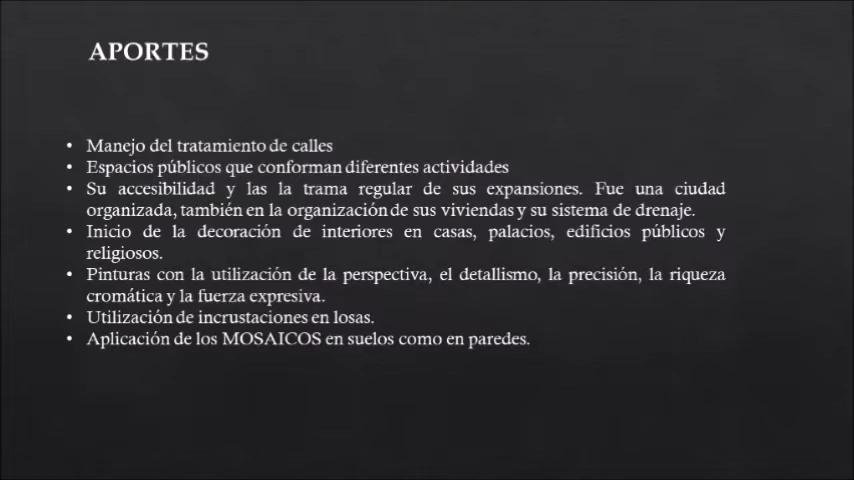 APORTES
• Manejo del tratamiento de calles
• Espacios públicos que conforman diferentes actividades
• Su accesibilidad y las la trama regular de sus expansiones. Fue una ciudad
organizada, también en la organización de sus viviendas y su sistema de drenaje.
• Inicio de la decoración de interiores en casas, palacios, edificios públicos y
religiosos.
• Pinturas con la utilización de la perspectiva, el detallismo, la precisión, la riqueza
cromática y la fuerza expresiva.
• Utilización de incrustaciones en losas.
• Aplicación de los MOSAICOS en suelos como en paredes.